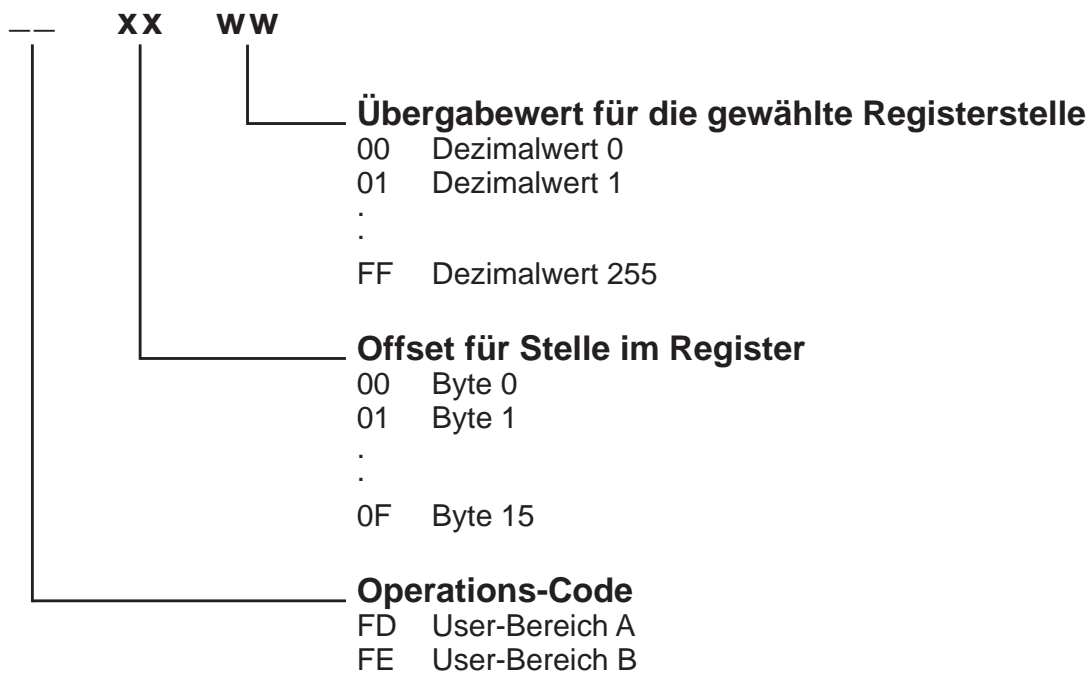 __ xx ww
Übergabewert für die gewählte Registerstelle
00 Dezimalwert 0
01 Dezimalwert 1
.
.
FF Dezimalwert 255
Offset für Stelle im Register
00 Byte 0
01 Byte 1
.
.
0F Byte 15
Operations-Code
FD User-Bereich A
FE User-Bereich B